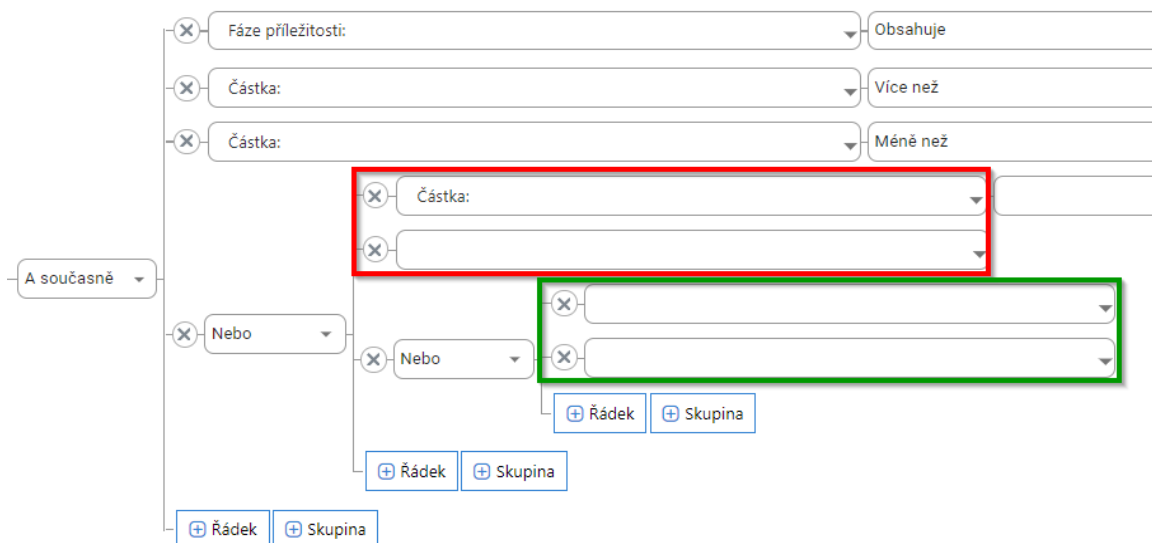 Fáze příležitosti: Obsahuje
Částka: Více než
Částka: Méně než
Částka:
A současně
Nebo
Nebo
Řádek Skupina
Řádek Skupina
Řádek Skupina